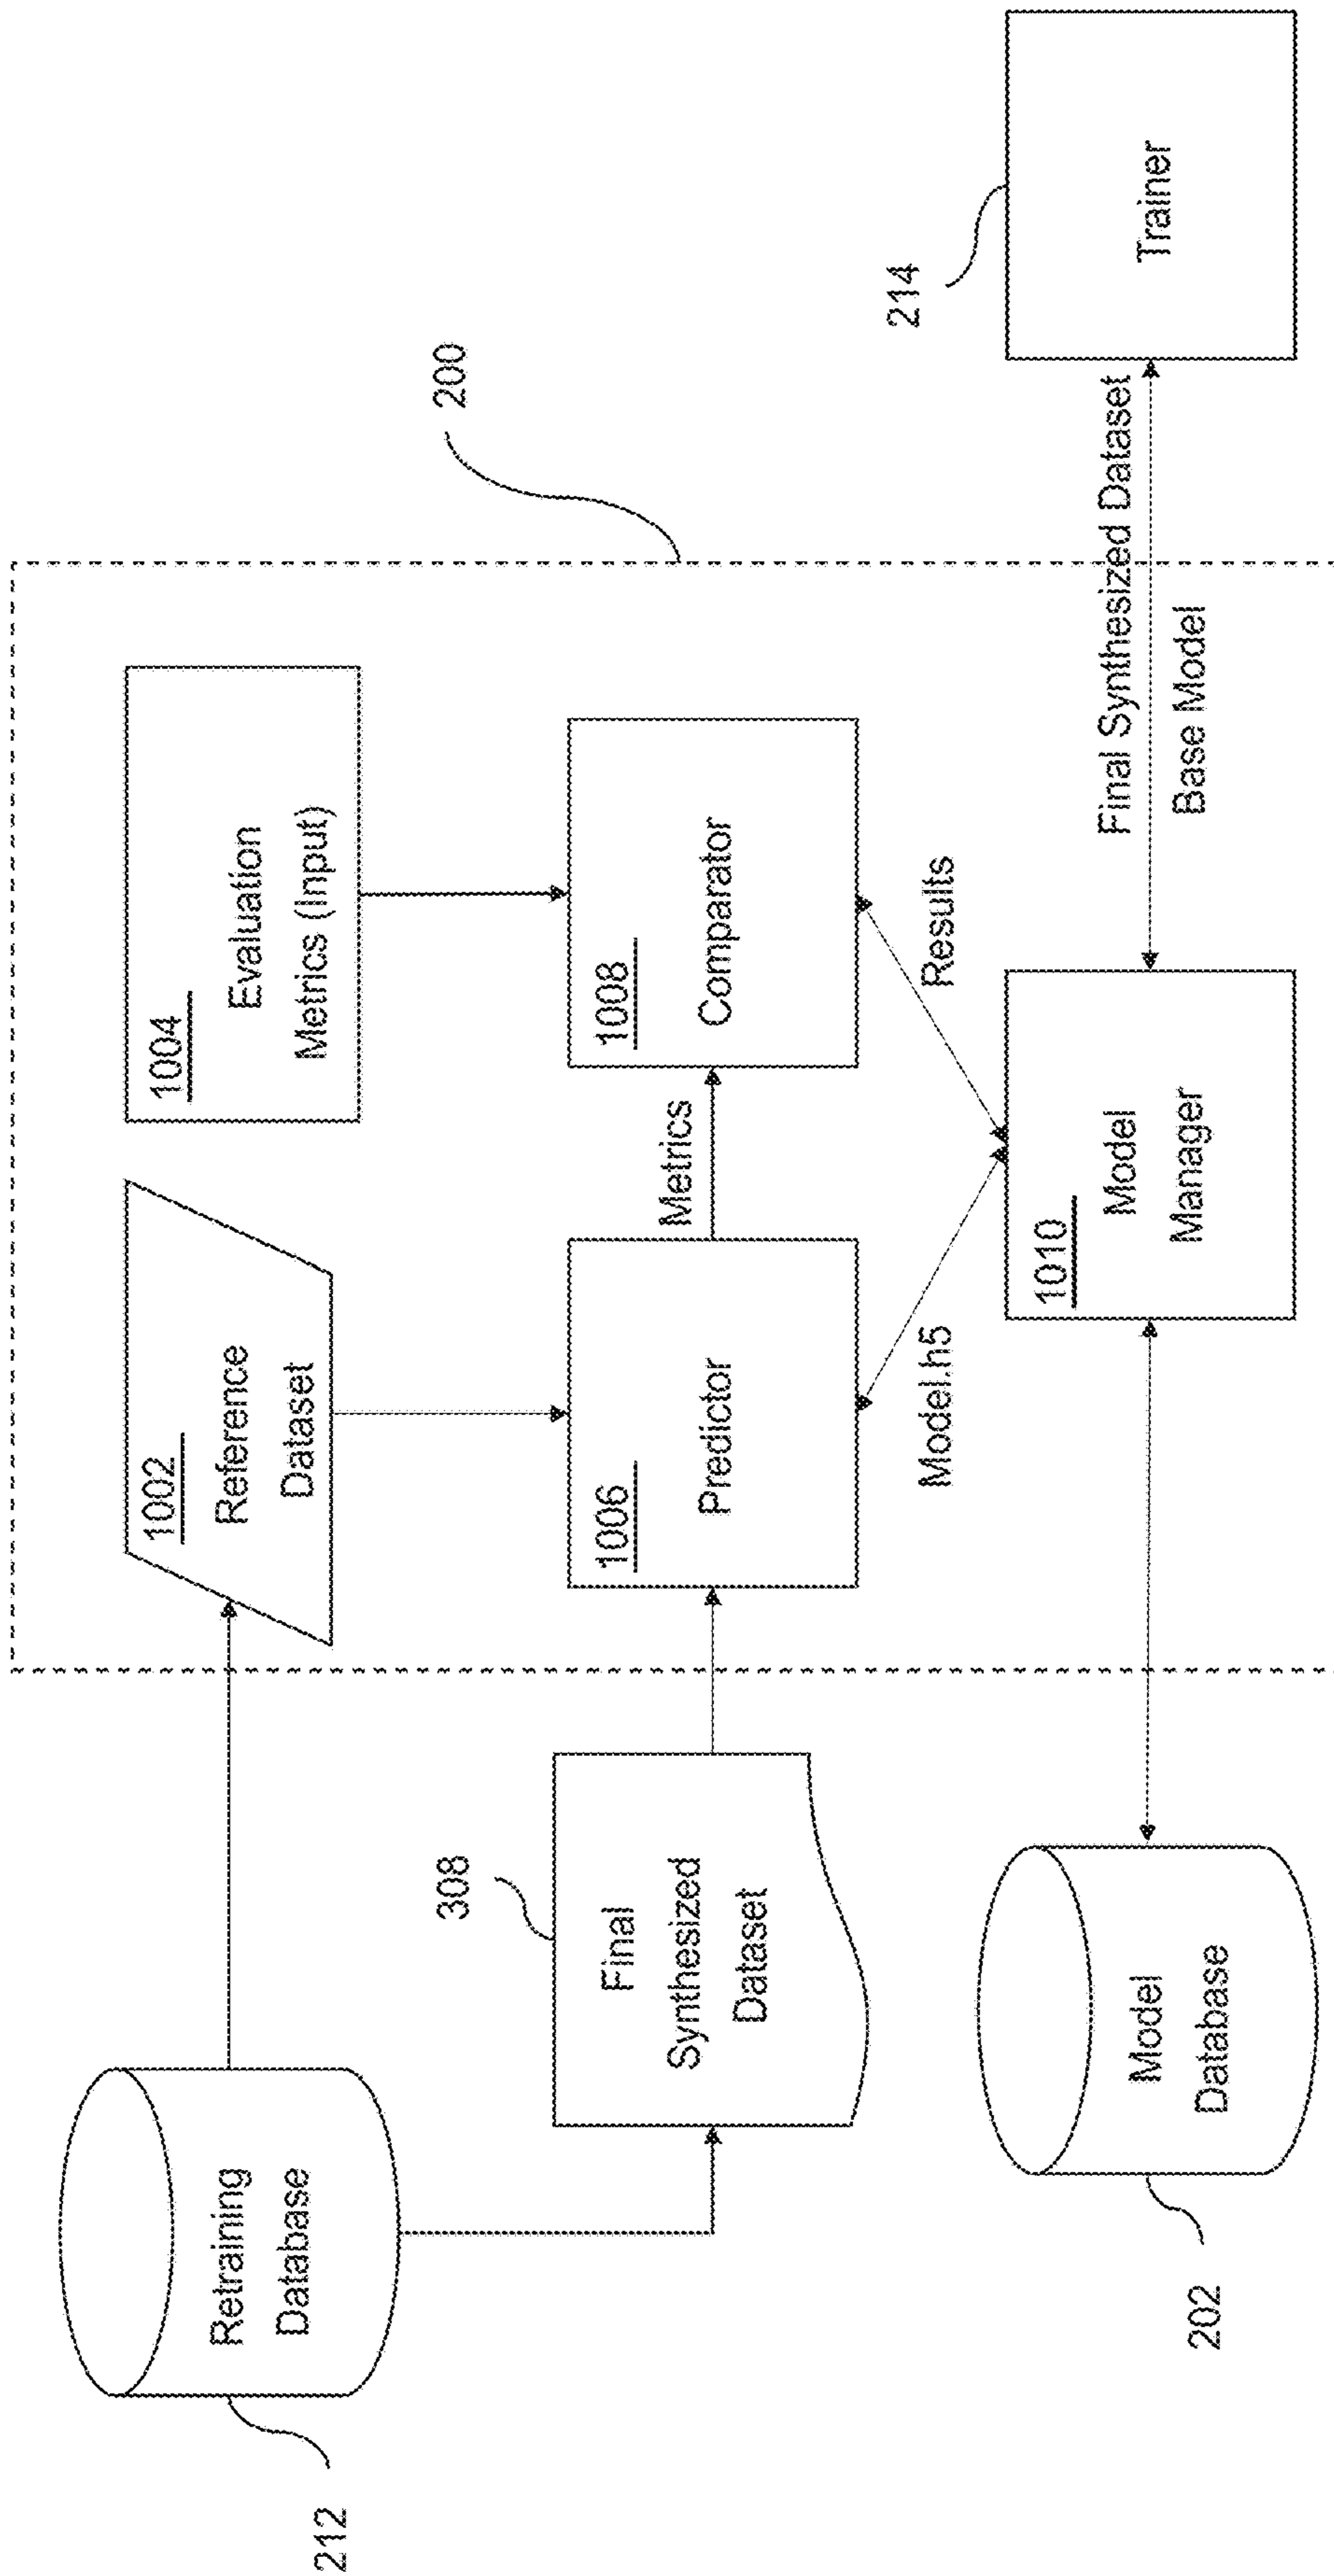 212
Retraining
Database
1002
Reference
Dataset
1004
Evaluation
Metrics (Input)
200
308
Final
Synthesized
Dataset
1006
Predictor
Metrics
1008
Comparator
Model.h5
Results
202
Model
Database
1010
Model
Manager
Final Synthesized Dataset
Base Model
214
Trainer